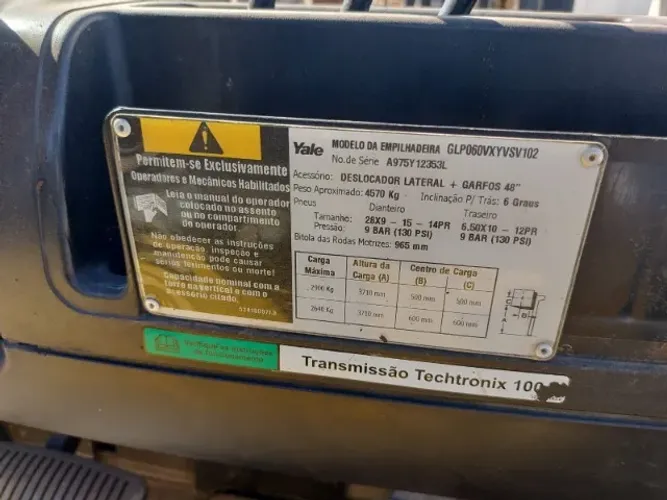 Permitem-se Exclusivamente
Operadores e Mecânicos Habilitados
Leia o manual do operador
colocado no assento
ou no compartimento
do operador.
Não obedecer as instruções
de operação, inspeção e
manutenção pode causar
sérios ferimentos ou morte!
Capacidade nominal com a
torre na vertical e com o
acessório citado.
Yale MODELO DA EMPILHADEIRA GLP060VXYVSV102
No. de Série A975Y12353L
Acessório: DESLOCADOR LATERAL + GARFOS 48"
Peso Aproximado: 4570 Kg Inclinação P/ Trás: 6 Graus
Pneus Dianteiro Traseiro
Tamanho: 28X9 - 15 - 14PR 6.50X10 - 12PR
Pressão: 9 BAR (130 PSI) 9 BAR (130 PSI)
Bitola das Rodas Motrizes: 965 mm
Carga Máxima Altura da Carga (A) Centro de Carga (B) (C)
Kg 3710 mm 500 mm 500 mm
Kg 3710 mm 600 mm 600 mm
Transmissão Techtronix 100